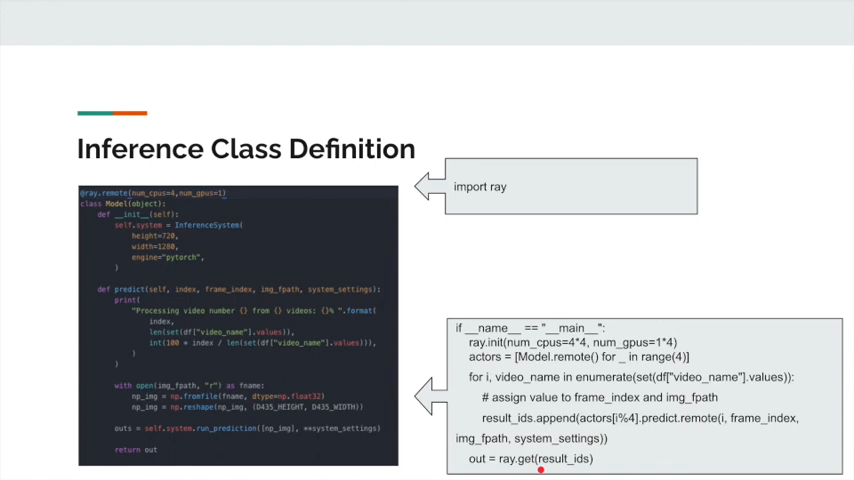 Inference Class Definition
@ray.remote(num_cpus=4,num_gpus=1)
class Model(object):
def __init__(self):
self.system = InferenceSystem(
height=720,
width=1280,
engine="pytorch",
)
def predict(self, index, frame_index, img_fpath, system_settings):
print(
"Processing video number {} from {} videos: {}% ".format(
index,
len(set(df["video_name"].values)),
int(100 * index / len(set(df["video_name"].values))),
)
)
with open(img_fpath, "r") as fname:
np_img = np.fromfile(fname, dtype=np.float32)
np_img = np.reshape(np_img, (D435_HEIGHT, D435_WIDTH))
outs = self.system.run_prediction([np_img], **system_settings)
return out
import ray
if __name__ == "__main__":
ray.init(num_cpus=4*4, num_gpus=1*4)
actors = [Model.remote() for _ in range(4)]
for i, video_name in enumerate(set(df["video_name"].values)):
# assign value to frame_index and img_fpath
result_ids.append(actors[i%4].predict.remote(i, frame_index,
img_fpath, system_settings))
out = ray.get(result_ids)